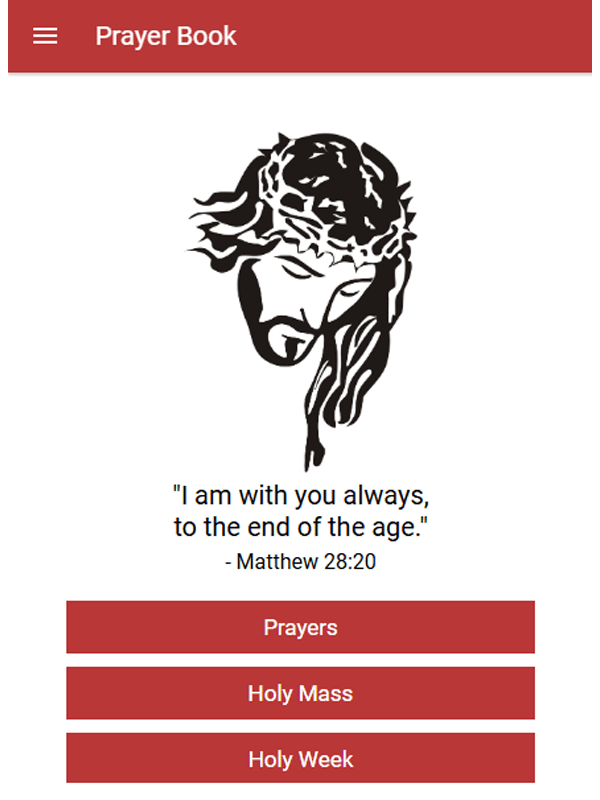 Prayer Book
"I am with you always,
to the end of the age."
- Matthew 28:20
Prayers
Holy Mass
Holy Week